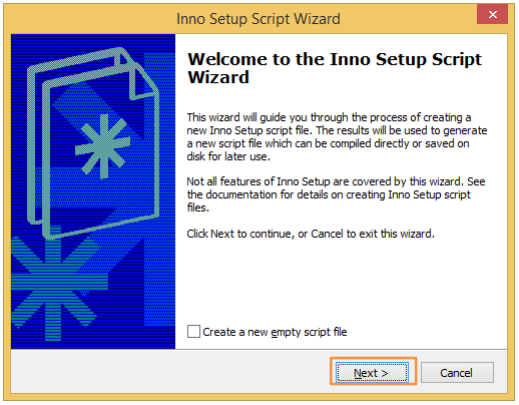 Inno Setup Script Wizard
Welcome to the Inno Setup Script
Wizard
This wizard will guide you through the process of creating a
new Inno Setup script file. The results will be used to generate
a new script file which can be compiled directly or saved on
disk for later use.
Not all features of Inno Setup are covered by this wizard. See
the documentation for details on creating Inno Setup script
files.
Click Next to continue, or Cancel to exit this wizard.
Create a new empty script file
Next > Cancel